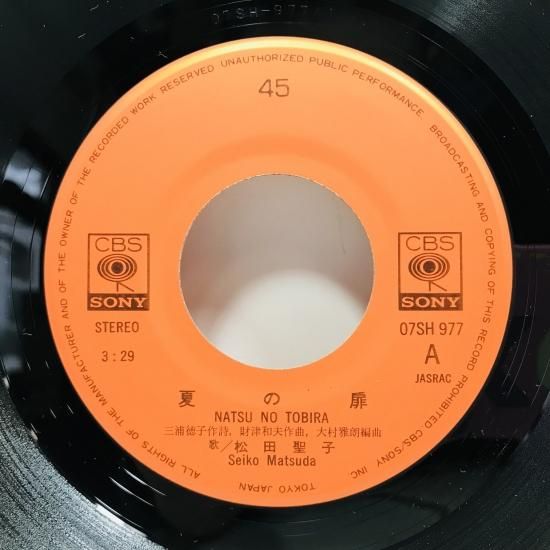 07SH-977
ALL RIGHTS OF THE MANUFACTURER AND OF THE OWNER OF THE RECORDED WORK RESERVED UNAUTHORIZED PUBLIC PERFORMANCE, BROADCASTING AND COPYING OF THIS RECORD PROHIBITED CBS/SONY INC
TOKYO JAPAN
45
CBS
SONY
CBS
SONY
STEREO
07SH 977
3:29
A
JASRAC
夏の扉
NATSU NO TOBIRA
三浦徳子作詩, 財津和夫作曲, 大村雅朗編曲
歌/松田聖子
Seiko Matsuda